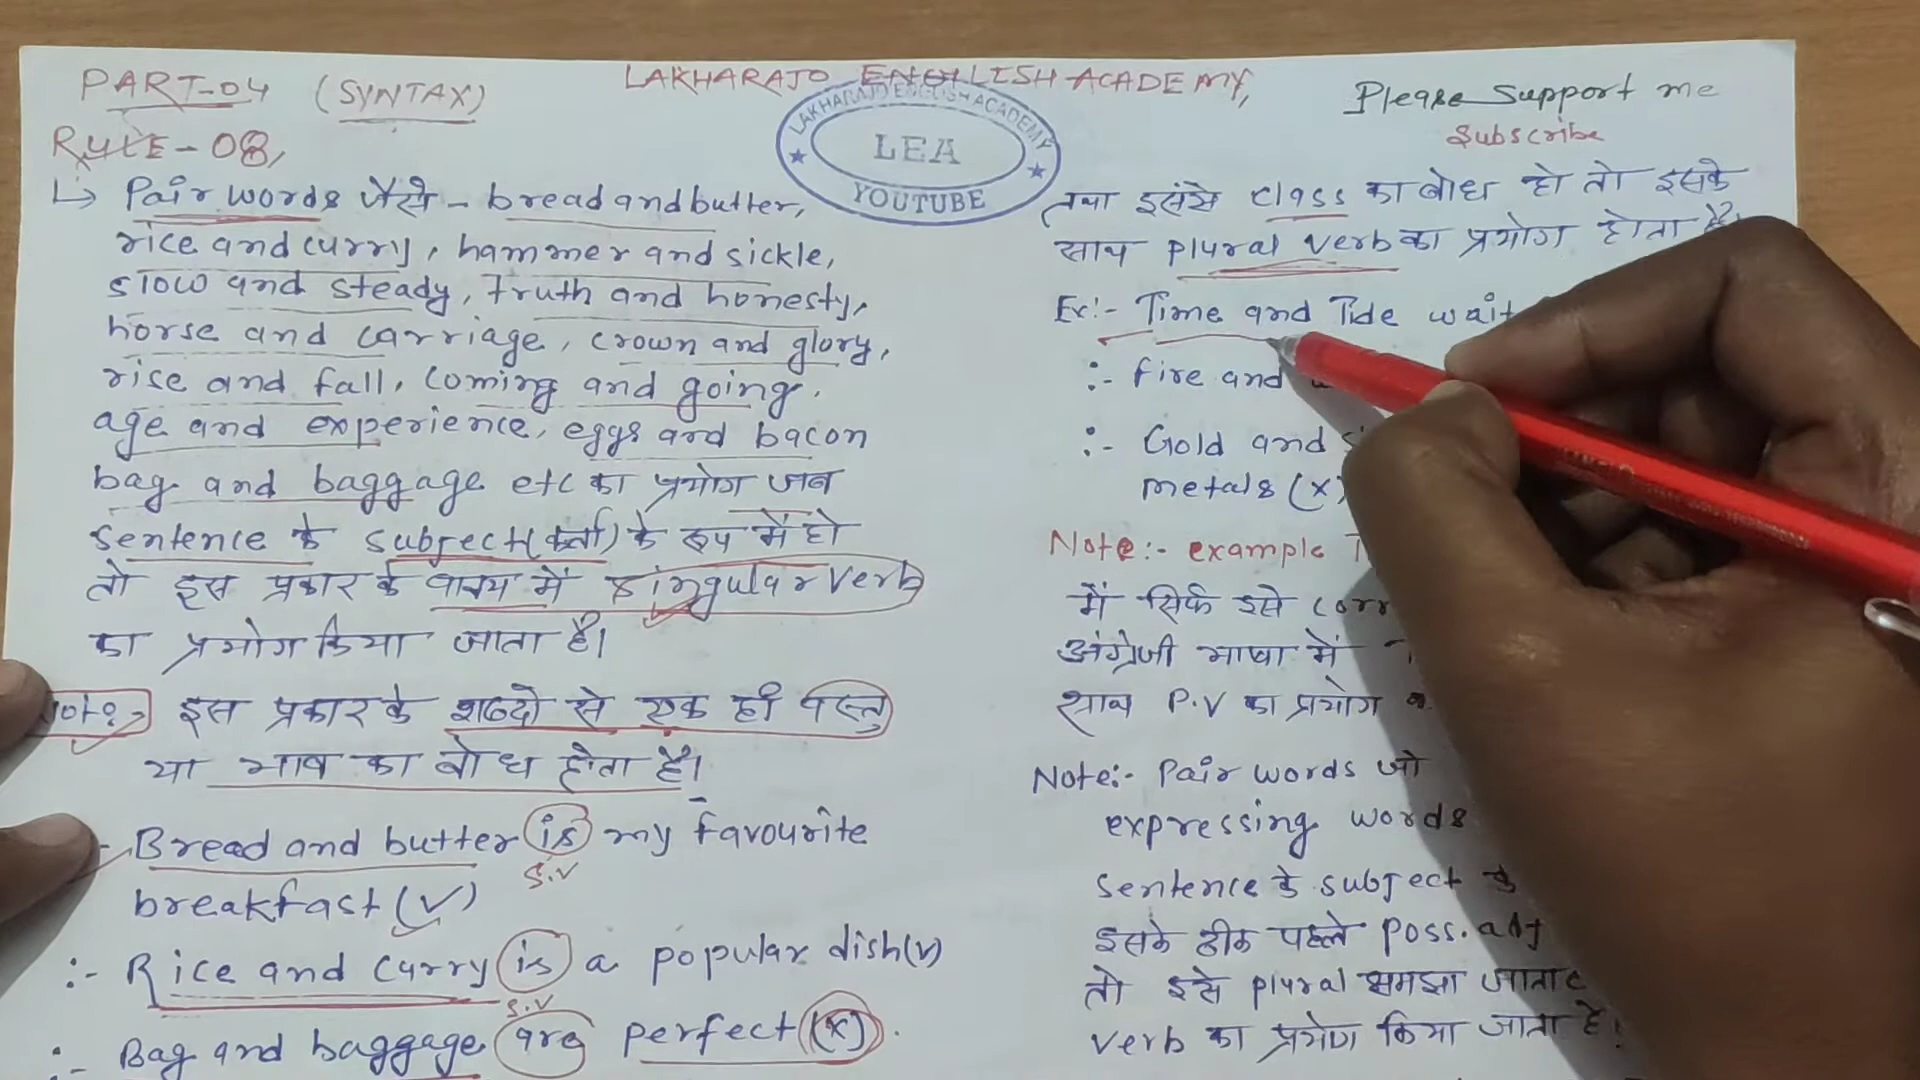 PART-04 (SYNTAX)
LAKHARAJO ENGLISH ACADEMY,
LAKHARAJO ENGLISH ACADEMY
LEA
YOUTUBE
Please Support me
Subscribe
RULE-08,
↳ Pair words जैसे - bread and butter,
rice and curry, hammer and sickle,
slow and steady, truth and honesty,
horse and carriage, crown and glory,
rise and fall, coming and going,
age and experience, eggs and bacon
bag and baggage etc का प्रयोग जब
sentence के subject (कर्ता) के रूप में हो
तो इस प्रकार के वाक्य में singular verb
का प्रयोग किया जाता है।
Note:- इस प्रकार के शब्दो से एक ही वस्तु
या भाव का बोध होता है।
Bread and butter is my favourite
S.V
breakfast (√)
:- Rice and curry is a popular dish (√)
S.V
:- Bag and baggage are perfect (x).
तथा इससे class का बोध हो तो इसके
साथ plural verb का प्रयोग होता है।
Ex:- Time and Tide wait
:- fire and
:- Gold and
metals (x)
Note:- example
में सिर्फ इसे
अंग्रेजी भाषा में
साथ P.V का प्रयोग
Note:- Pair words जो
expressing words
sentence के subject के
इसके ठीक पहले poss. adj
तो इसे plural समझा जाता
verb का प्रयोग किया जाता है।